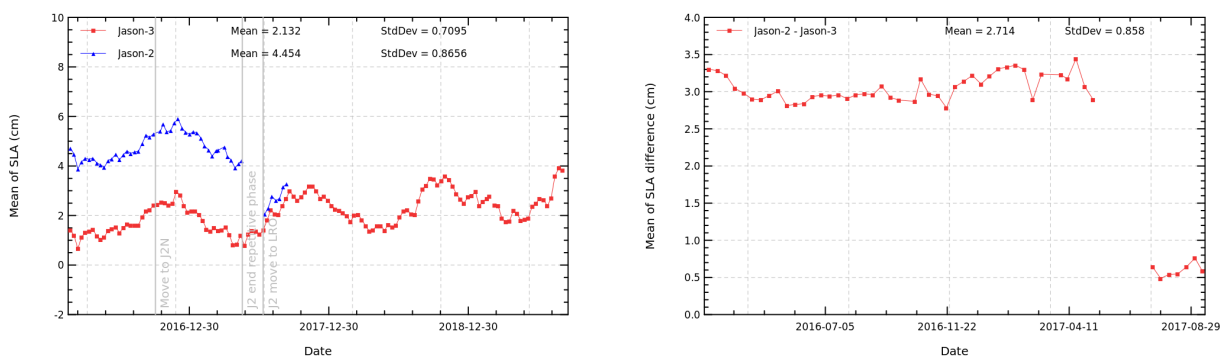 Mean of SLA (cm)
10
8
6
4
2
0
-2
Jason-3 Mean = 2.132 StdDev = 0.7095
Jason-2 Mean = 4.454 StdDev = 0.8656
Move to J2N
J2 end repetitive phase
J2 move to LRO
2016-12-30 2017-12-30 2018-12-30
Date
Mean of SLA difference (cm)
4.0
3.5
3.0
2.5
2.0
1.5
1.0
0.5
0.0
Jason-2 - Jason-3 Mean = 2.714 StdDev = 0.858
2016-07-05 2016-11-22 2017-04-11 2017-08-29
Date